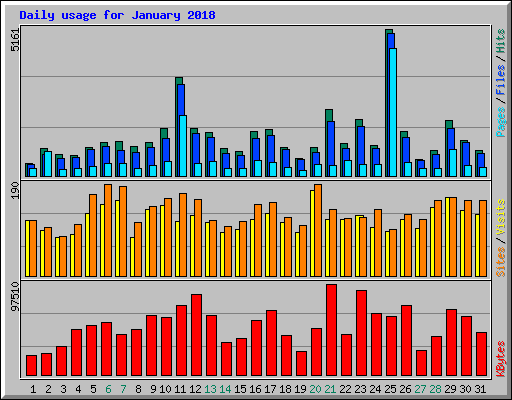 Daily usage for January 2018
5161
Pages / Files / Hits
190
Sites / Visits
97510
KBytes
1 2 3 4 5 6 7 8 9 10 11 12 13 14 15 16 17 18 19 20 21 22 23 24 25 26 27 28 29 30 31